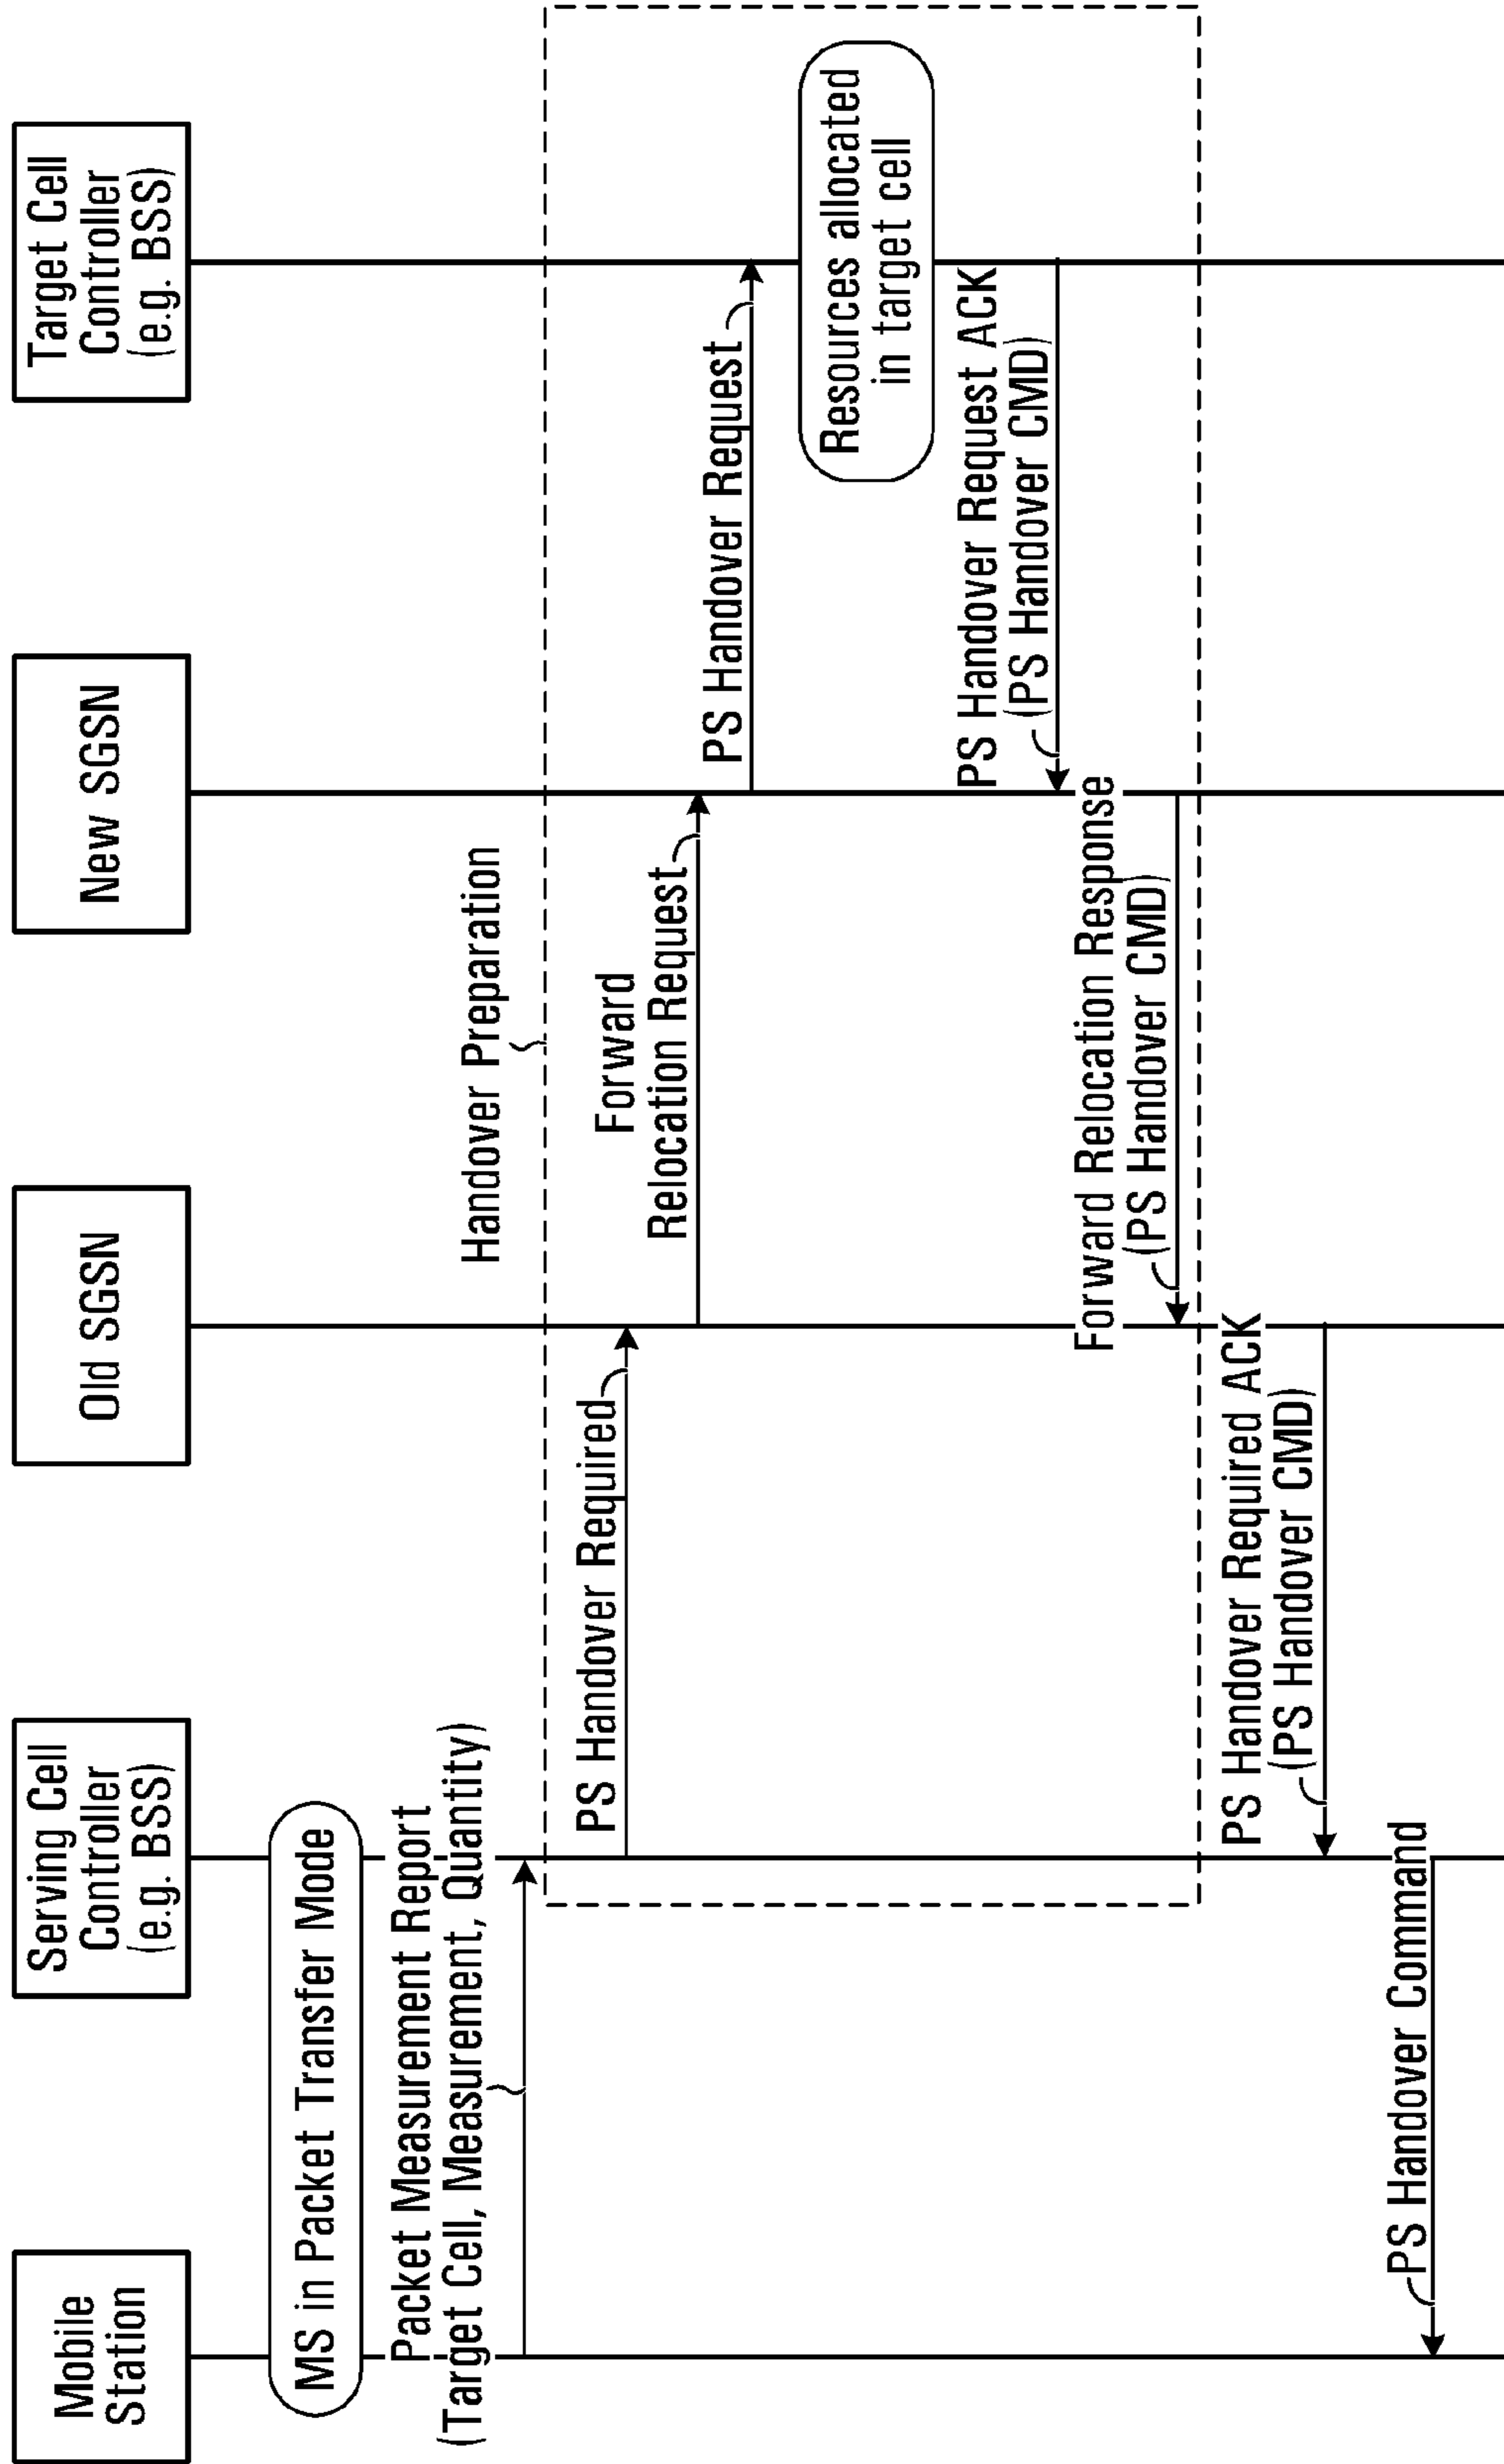 Mobile
Station
Serving Cell
Controller
(e.g. BSS)
Old SGSN
New SGSN
Target Cell
Controller
(e.g. BSS)
MS in Packet Transfer Mode
Packet Measurement Report
(Target Cell, Measurement, Quantity)
Handover Preparation
PS Handover Required
Forward
Relocation Request
PS Handover Request
Resources allocated
in target cell
PS Handover Request ACK
(PS Handover CMD)
Forward Relocation Response
(PS Handover CMD)
PS Handover Required ACK
(PS Handover CMD)
PS Handover Command